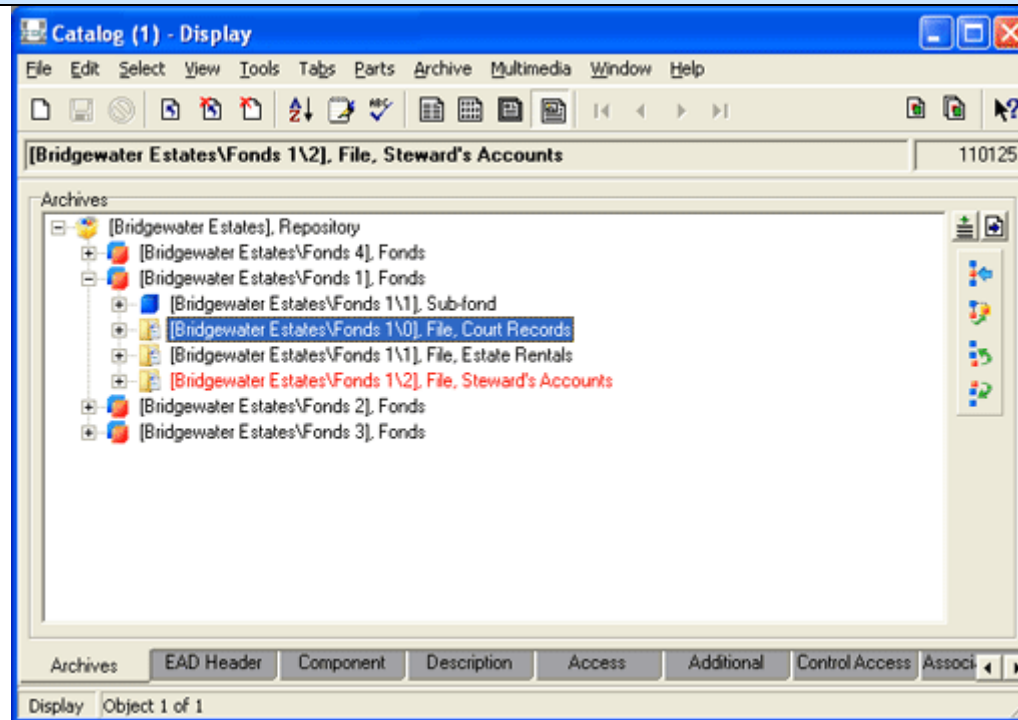 Catalog (1) - Display
File Edit Select View Tools Tabs Parts Archive Multimedia Window Help
[Bridgewater Estates\Fonds 1\2], File, Steward's Accounts 110125
Archives
[Bridgewater Estates], Repository
[Bridgewater Estates\Fonds 4], Fonds
[Bridgewater Estates\Fonds 1], Fonds
[Bridgewater Estates\Fonds 1\1], Sub-fond
[Bridgewater Estates\Fonds 1\0], File, Court Records
[Bridgewater Estates\Fonds 1\1], File, Estate Rentals
[Bridgewater Estates\Fonds 1\2], File, Steward's Accounts
[Bridgewater Estates\Fonds 2], Fonds
[Bridgewater Estates\Fonds 3], Fonds
Archives EAD Header Component Description Access Additional Control Access Associ
Display Object 1 of 1